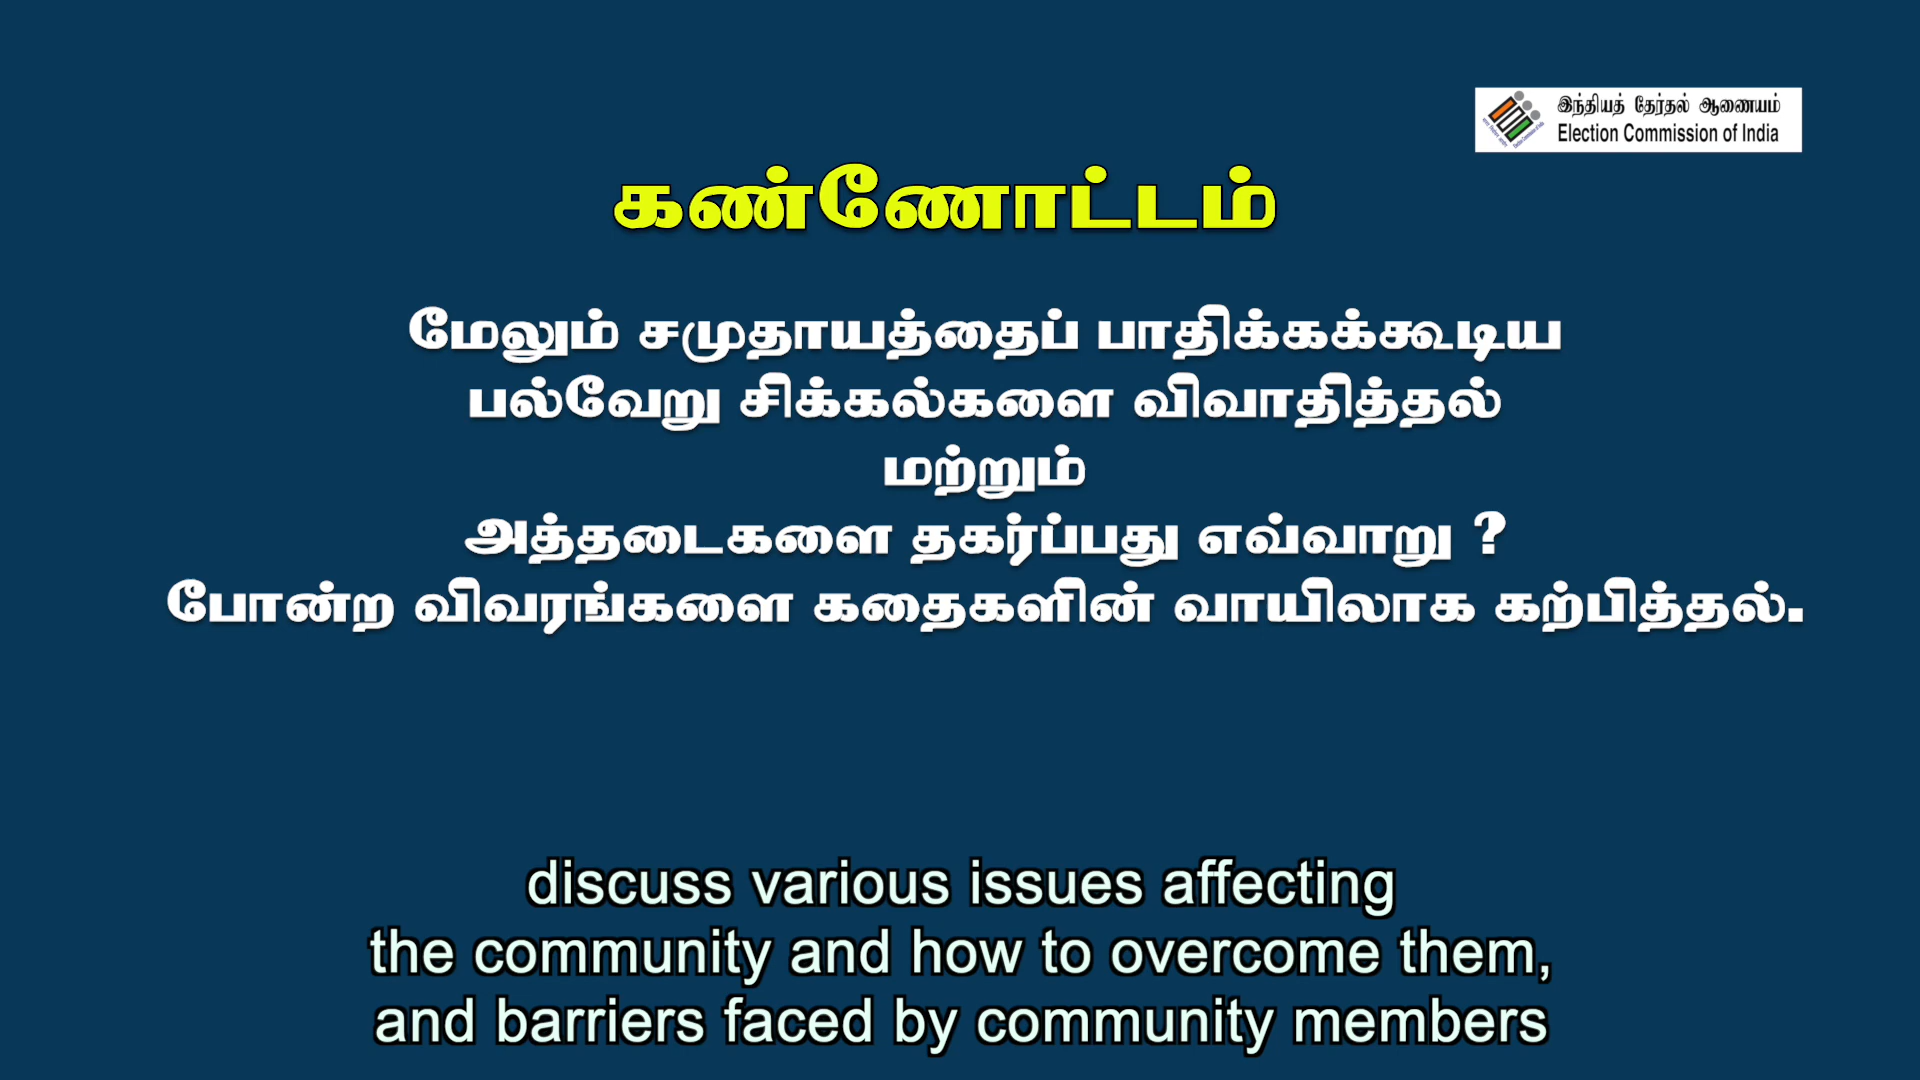 இந்தியத் தேர்தல் ஆணையம்
Election Commission of India
கண்ணோட்டம்
மேலும் சமுதாயத்தைப் பாதிக்கக்கூடிய
பல்வேறு சிக்கல்களை விவாதித்தல்
மற்றும்
அத்தடைகளை தகர்ப்பது எவ்வாறு ?
போன்ற விவரங்களை கதைகளின் வாயிலாக கற்பித்தல்.
discuss various issues affecting
the community and how to overcome them,
and barriers faced by community members